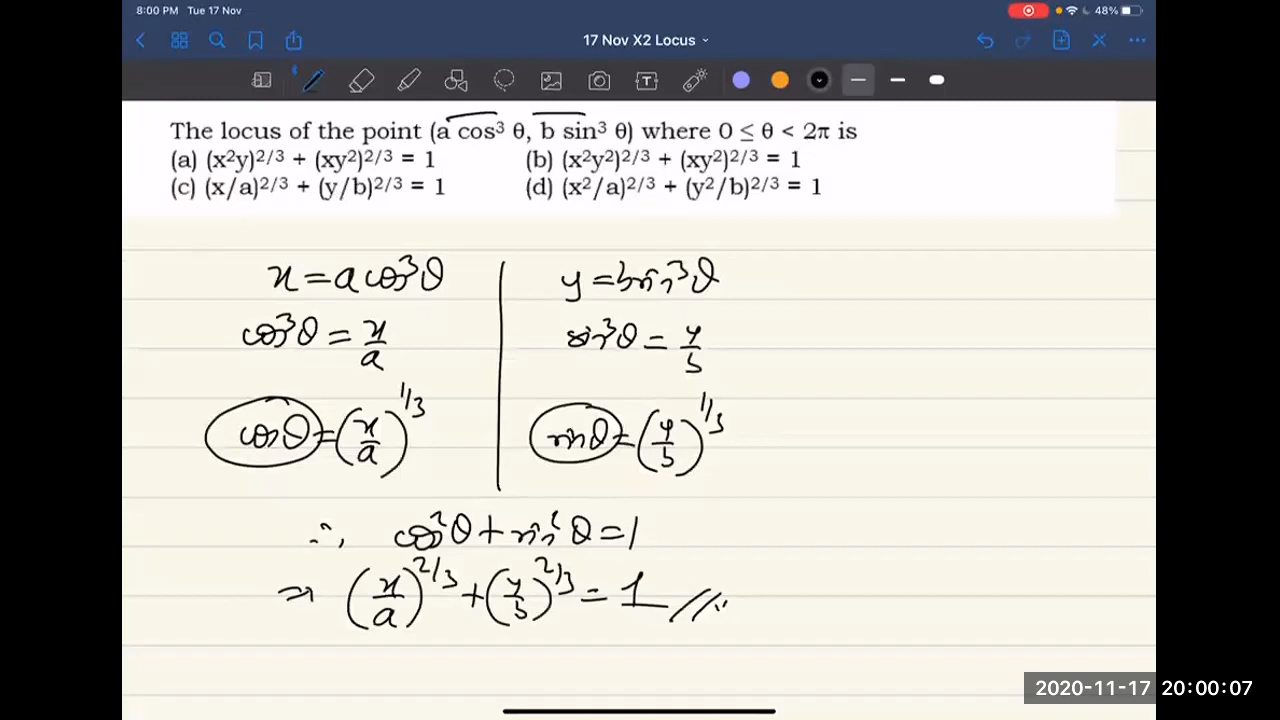 8:00 PM Tue 17 Nov
48%
17 Nov X2 Locus
The locus of the point (a cos³ θ, b sin³ θ) where 0 ≤ θ < 2π is
(a) (x²y)²/³ + (xy²)²/³ = 1 (b) (x²y²)²/³ + (xy²)²/³ = 1
(c) (x/a)²/³ + (y/b)²/³ = 1 (d) (x²/a)²/³ + (y²/b)²/³ = 1
x = a cos³θ y = b sin³θ
cos³θ = x/a sin³θ = y/b
cosθ = (x/a)^1/3 sinθ = (y/b)^1/3
∴ cos²θ + sin²θ = 1
⇒ (x/a)^2/3 + (y/b)^2/3 = 1
2020-11-17 20:00:07